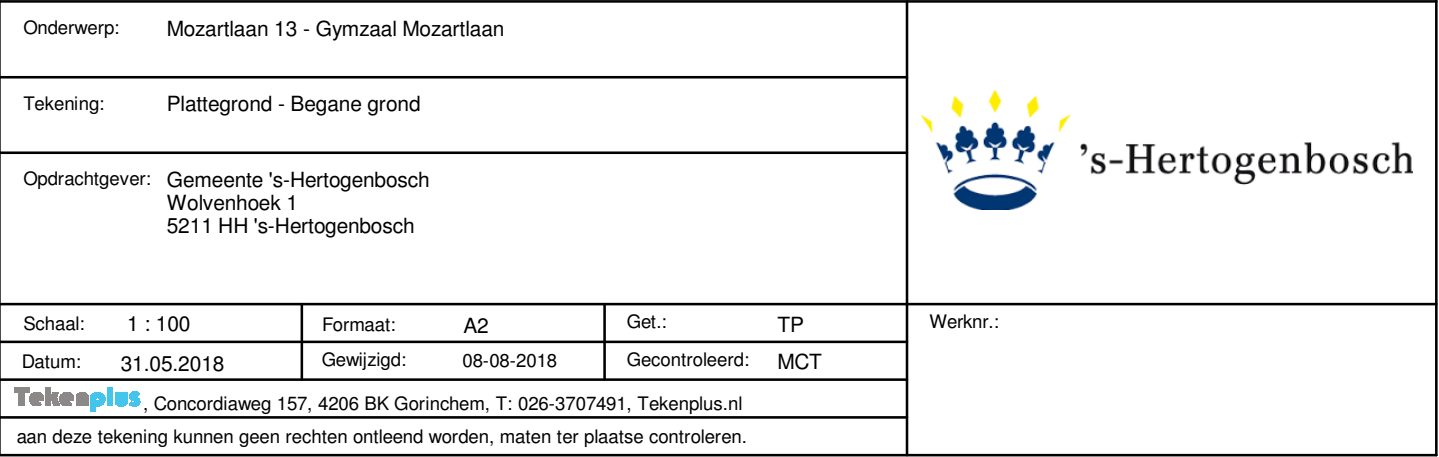 Onderwerp: Mozartlaan 13 - Gymzaal Mozartlaan
Tekening: Plattegrond - Begane grond
Opdrachtgever: Gemeente 's-Hertogenbosch
Wolvenhoek 1
5211 HH 's-Hertogenbosch
's-Hertogenbosch
Schaal: 1 : 100 Formaat: A2 Get.: TP Werknr.:
Datum: 31.05.2018 Gewijzigd: 08-08-2018 Gecontroleerd: MCT
Tekenplus, Concordiaweg 157, 4206 BK Gorinchem, T: 026-3707491, Tekenplus.nl
aan deze tekening kunnen geen rechten ontleend worden, maten ter plaatse controleren.